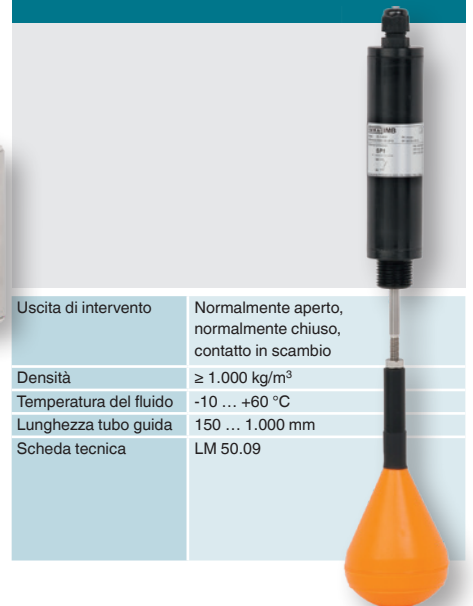 Uscita di intervento Normalmente aperto,
normalmente chiuso,
contatto in scambio
Densità ≥ 1.000 kg/m³
Temperatura del fluido -10 … +60 °C
Lunghezza tubo guida 150 … 1.000 mm
Scheda tecnica LM 50.09